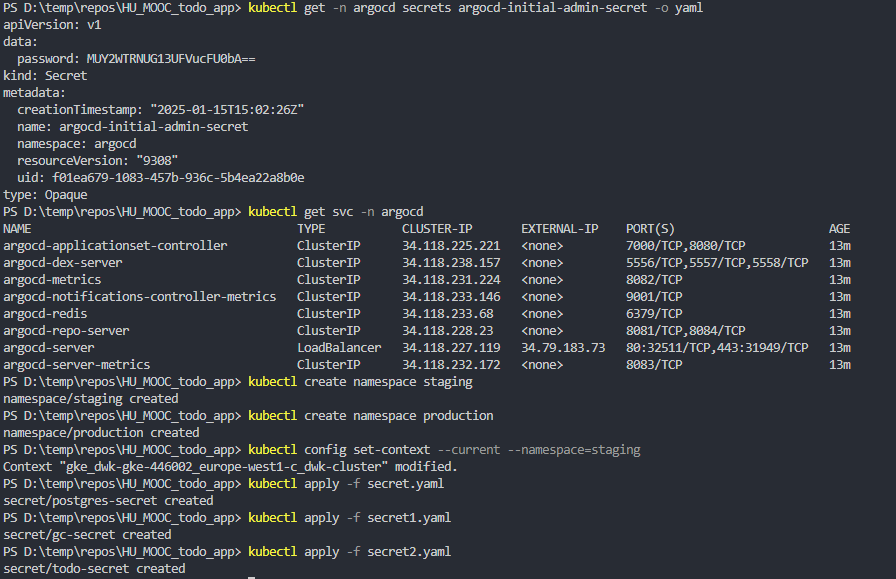 PS D:\temp\repos\HU_MOOC_todo_app> kubectl get -n argocd secrets argocd-initial-admin-secret -o yaml
apiVersion: v1
data:
  password: MUY2WTRNUG13UFVucFU0bA==
kind: Secret
metadata:
  creationTimestamp: "2025-01-15T15:02:26Z"
  name: argocd-initial-admin-secret
  namespace: argocd
  resourceVersion: "9308"
  uid: f01ea679-1083-457b-936c-5b4ea22a8b0e
type: Opaque
PS D:\temp\repos\HU_MOOC_todo_app> kubectl get svc -n argocd
NAME TYPE CLUSTER-IP EXTERNAL-IP PORT(S) AGE
argocd-applicationset-controller ClusterIP 34.118.225.221 <none> 7000/TCP,8080/TCP 13m
argocd-dex-server ClusterIP 34.118.238.157 <none> 5556/TCP,5557/TCP,5558/TCP 13m
argocd-metrics ClusterIP 34.118.231.224 <none> 8082/TCP 13m
argocd-notifications-controller-metrics ClusterIP 34.118.233.146 <none> 9001/TCP 13m
argocd-redis ClusterIP 34.118.233.68 <none> 6379/TCP 13m
argocd-repo-server ClusterIP 34.118.228.23 <none> 8081/TCP,8084/TCP 13m
argocd-server LoadBalancer 34.118.227.119 34.79.183.73 80:32511/TCP,443:31949/TCP 13m
argocd-server-metrics ClusterIP 34.118.232.172 <none> 8083/TCP 13m
PS D:\temp\repos\HU_MOOC_todo_app> kubectl create namespace staging
namespace/staging created
PS D:\temp\repos\HU_MOOC_todo_app> kubectl create namespace production
namespace/production created
PS D:\temp\repos\HU_MOOC_todo_app> kubectl config set-context --current --namespace=staging
Context "gke_dwk-gke-446002_europe-west1-c_dwk-cluster" modified.
PS D:\temp\repos\HU_MOOC_todo_app> kubectl apply -f secret.yaml
secret/postgres-secret created
PS D:\temp\repos\HU_MOOC_todo_app> kubectl apply -f secret1.yaml
secret/gc-secret created
PS D:\temp\repos\HU_MOOC_todo_app> kubectl apply -f secret2.yaml
secret/todo-secret created